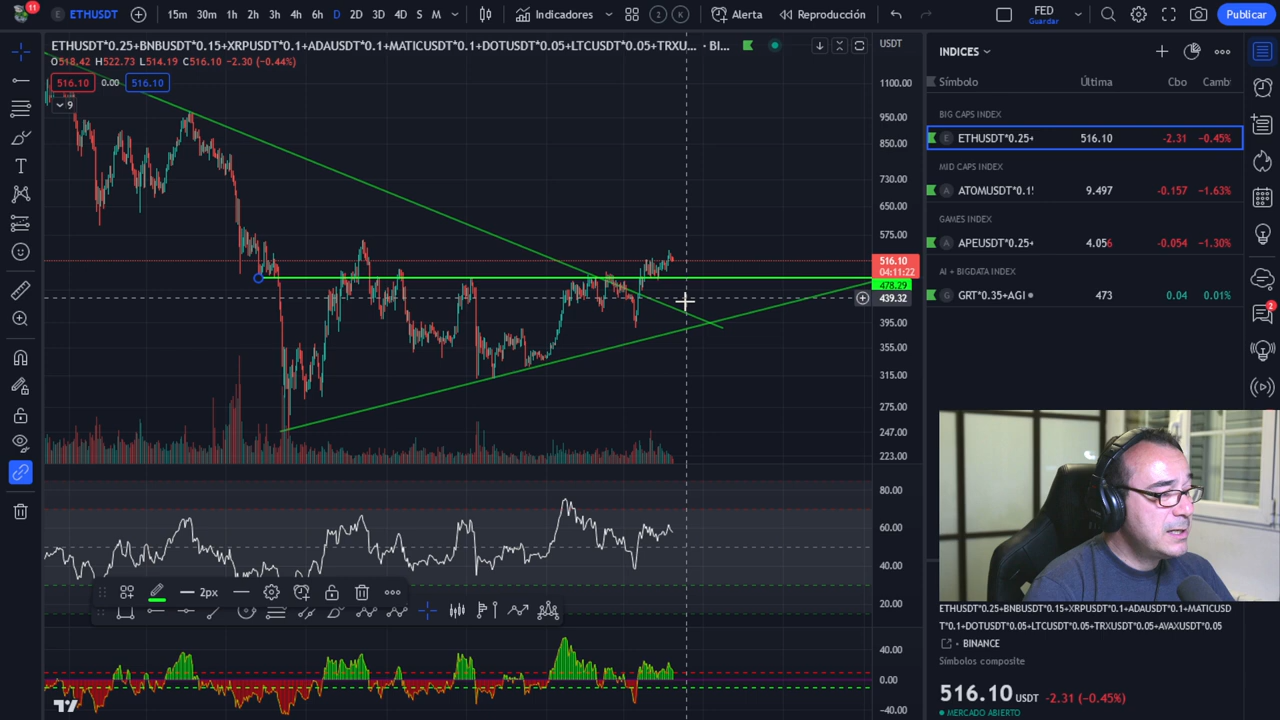 11
E ETHUSDT 15m 30m 1h 2h 3h 4h 6h D 2D 3D 4D S M Indicadores 2 K Alerta Reproducción FED Guardar Publicar
ETHUSDT*0.25+BNBUSDT*0.15+XRPUSDT*0.1+ADAUSDT*0.1+MATICUSDT*0.1+DOTUSDT*0.05+LTCUSDT*0.05+TRXU... · BI...
O518.42 H522.73 L514.19 C516.10 −2.30 (−0.44%)
516.10 0.00 516.10
9
USDT
1100.00
950.00
850.00
730.00
650.00
575.00
516.10
04:11:22
478.29
439.32
395.00
355.00
315.00
275.00
247.00
223.00
80.00
60.00
40.00
20.00
40.00
0.00
−40.00
2px
INDICES
Símbolo Última Cbo Camb
BIG CAPS INDEX
E ETHUSDT*0.25+ 516.10 −2.31 −0.45%
MID CAPS INDEX
A ATOMUSDT*0.1! 9.497 −0.157 −1.63%
GAMES INDEX
A APEUSDT*0.25+ 4.056 −0.054 −1.30%
AI + BIGDATA INDEX
G GRT*0.35+AGI 473 0.04 0.01%
2
ETHUSDT*0.25+BNBUSDT*0.15+XRPUSDT*0.1+ADAUSDT*0.1+MATICUSD
T*0.1+DOTUSDT*0.05+LTCUSDT*0.05+TRXUSDT*0.05+AVAXUSDT*0.05
BINANCE
Símbolos composite
516.10 USDT −2.31 (−0.45%)
MERCADO ABIERTO